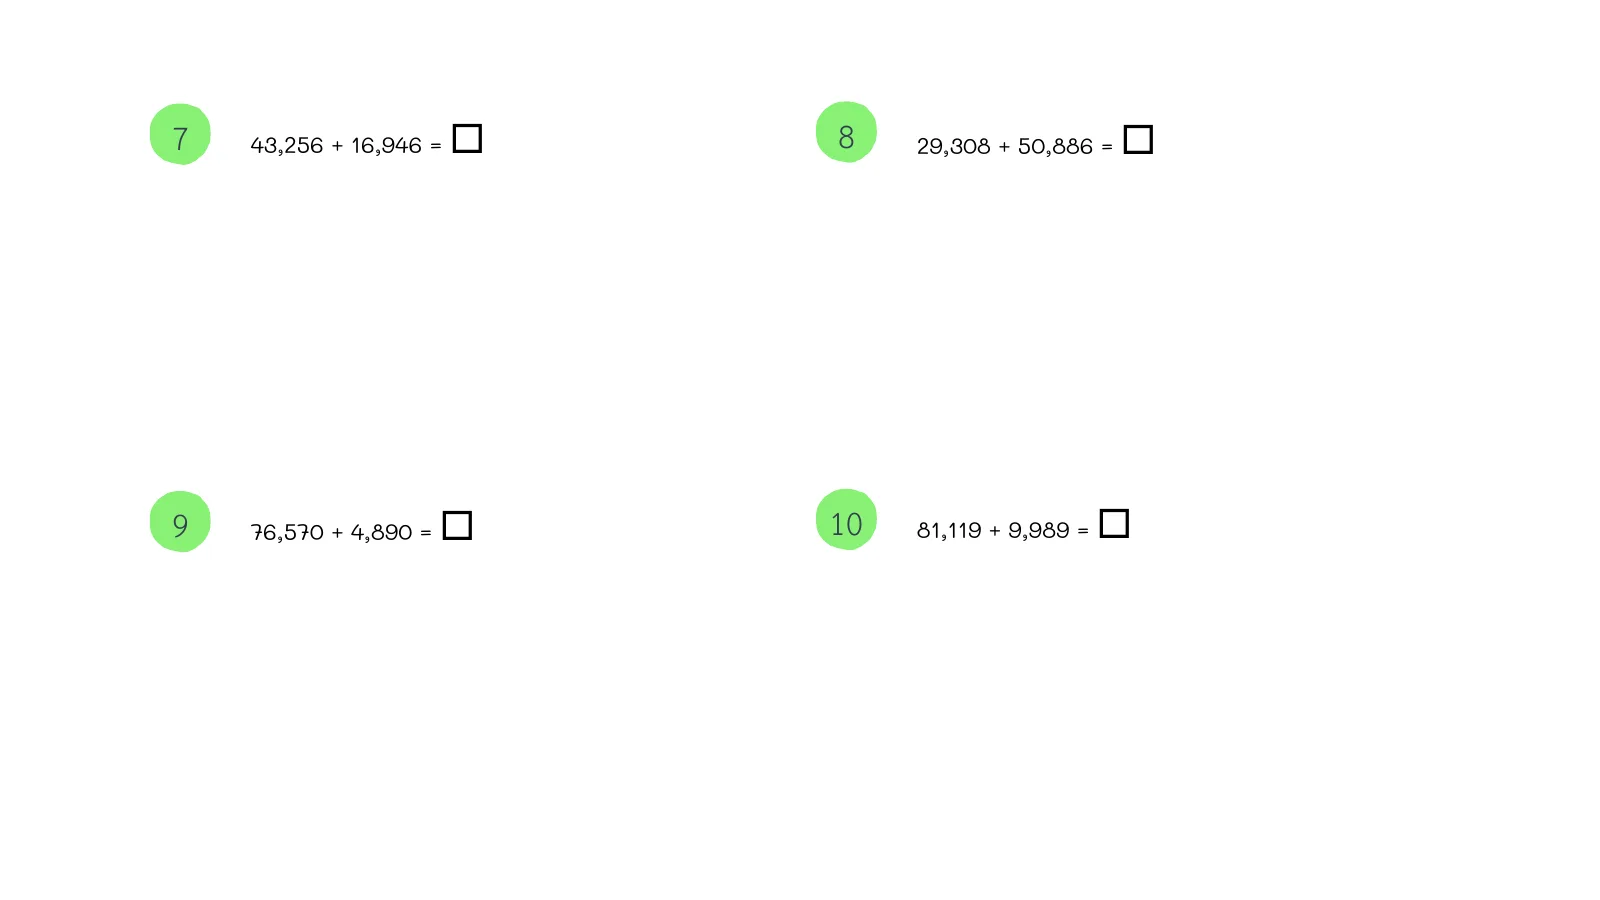 7 43,256 + 16,946 = □
8 29,308 + 50,886 = □
9 76,570 + 4,890 = □
10 81,119 + 9,989 = □